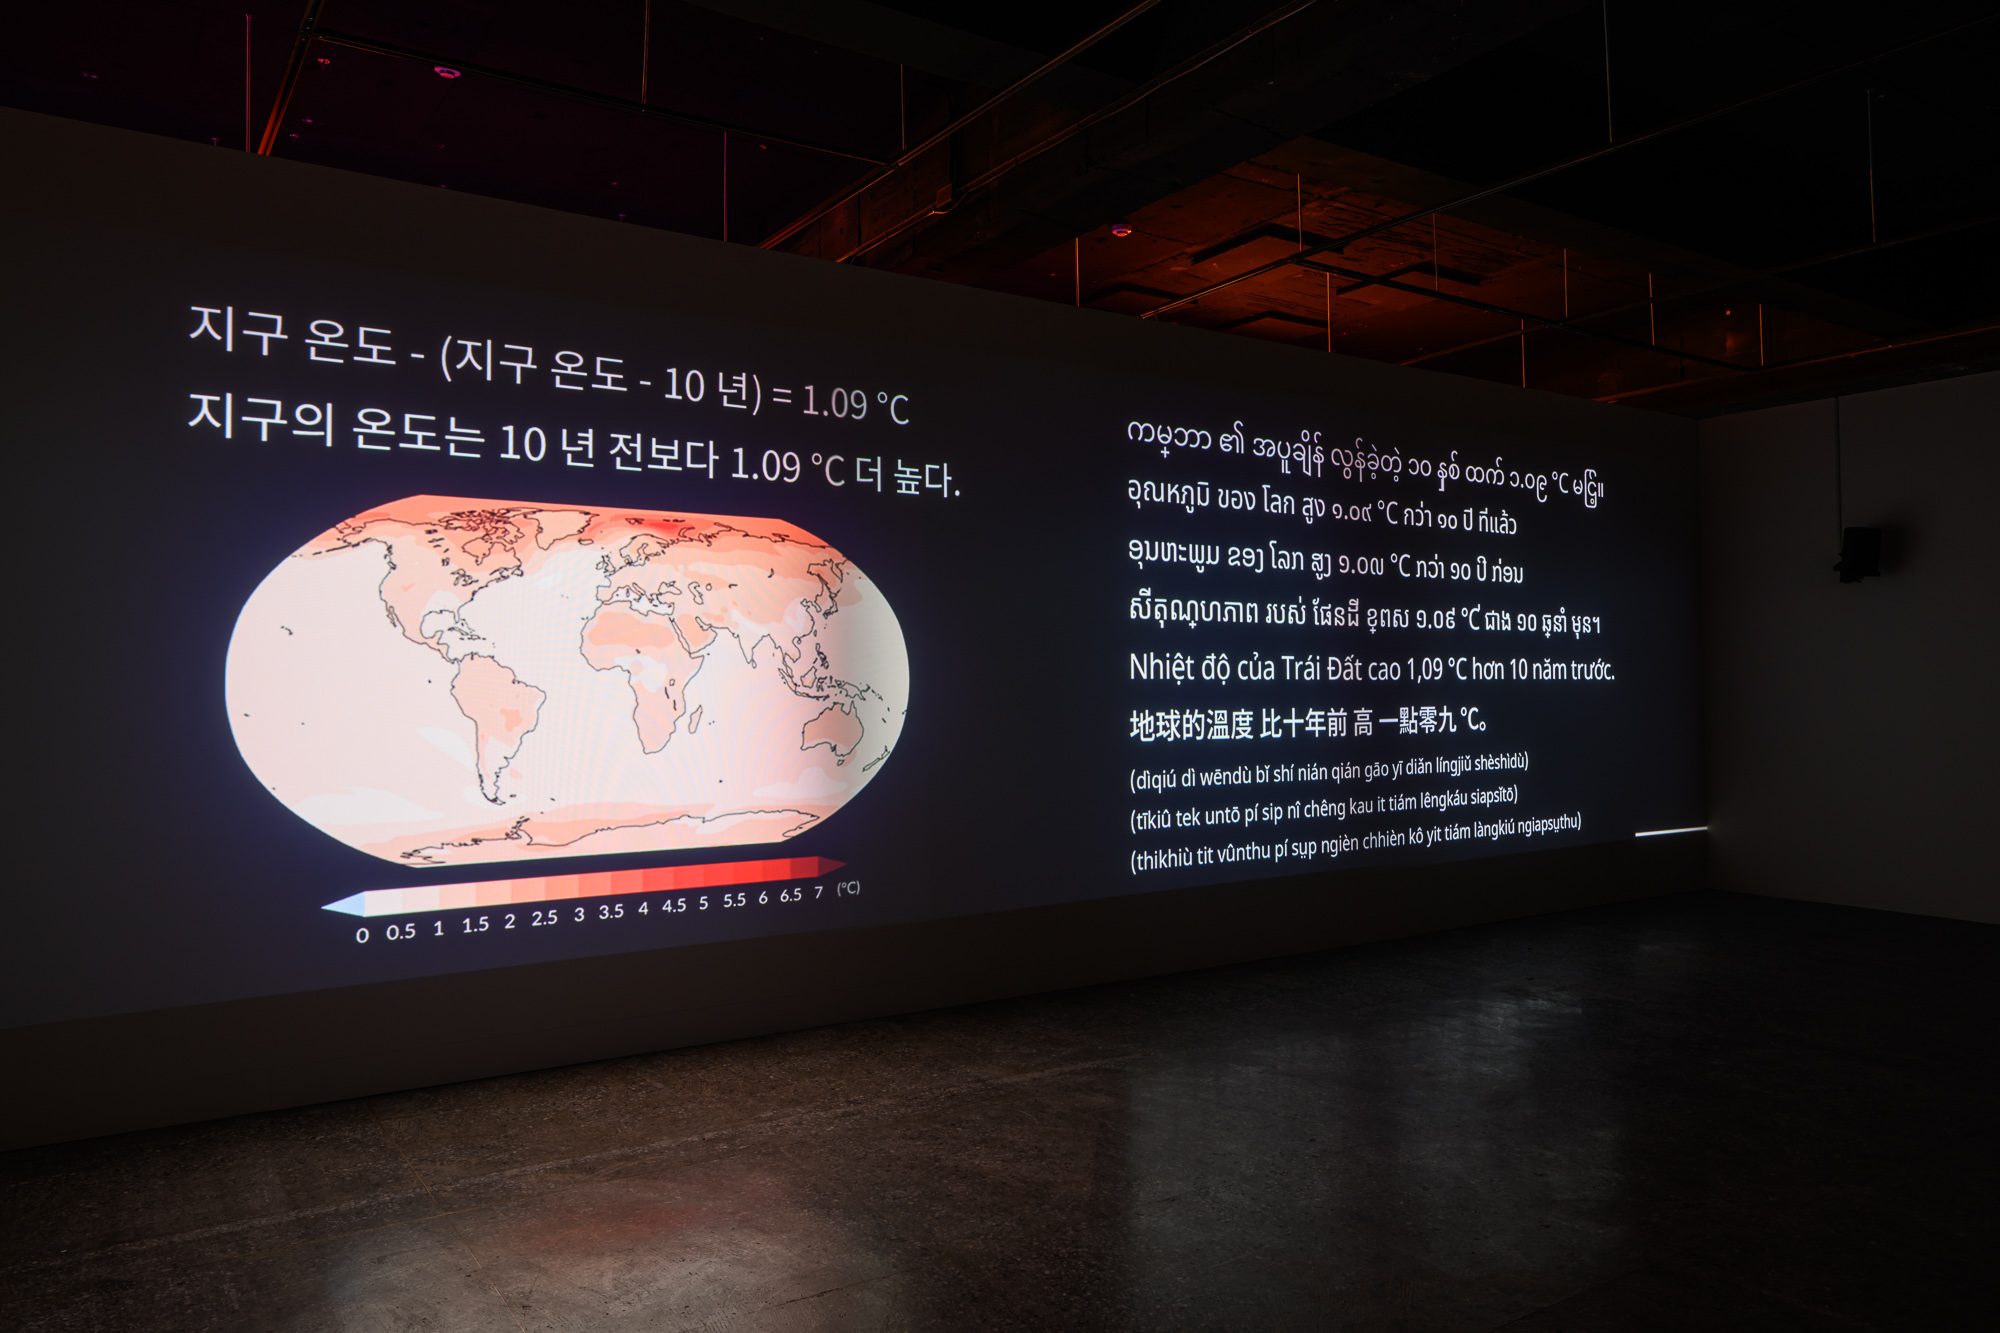 지구 온도 - (지구 온도 - 10 년) = 1.09 °C
지구의 온도는 10 년 전보다 1.09 °C 더 높다.
0 0.5 1 1.5 2 2.5 3 3.5 4 4.5 5 5.5 6 6.5 7 (°C)
ကမ္ဘာ ၏ အပူချိန် လွန်ခဲ့တဲ့ ၁၀ နှစ် ထက် ၁.၀၉ °C
อุณหภูมิ ของ โลก สูง ๑.๐๙ °C กว่า ๑๐ ปี ที่แล้ว
ອຸນຫະພູມ ຂອງ ໂລກ ສູງ ໑.໐໙ °C ກວ່າ ໑໐ ປີ ກ່ອນ
សីតុណ្ហភាព របស់ ផែនដី ខ្ពស់ ១.០៩ °C ជាង ១០ ឆ្នាំ មុន។
Nhiệt độ của Trái Đất cao 1,09 °C hơn 10 năm trước.
地球的溫度 比十年前 高 一點零九 °C。
(dìqiú dì wēndù bǐ shí nián qián gāo yī diǎn língjiǔ shèshìdù)
(tīkiû tek untō pí sip nî chêng kau it tiám lêngkáu siapsĭtō)
(thikhiù tit vûnthu pí sṳp ngièn chhièn kô yit tiám làngkiú ngiapsṳthu)